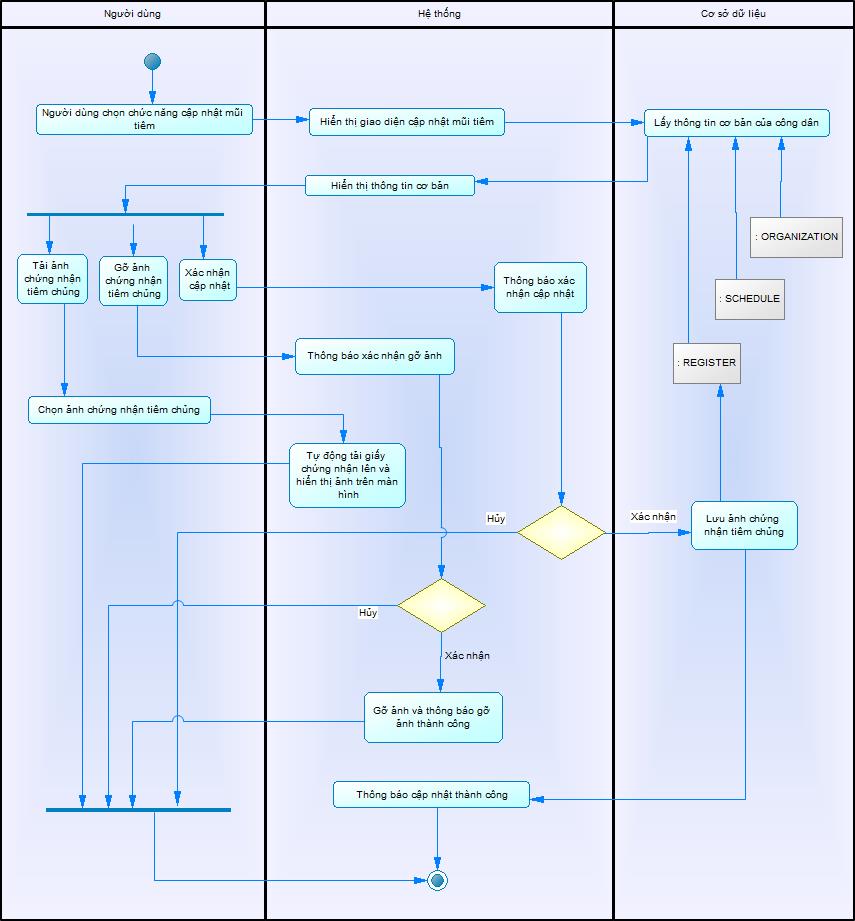 Người dùng
Hệ thống
Cơ sở dữ liệu
Người dùng chọn chức năng cập nhật mũi
tiêm
Hiển thị giao diện cập nhật mũi tiêm
Lấy thông tin cơ bản của công dân
Hiển thị thông tin cơ bản
: ORGANIZATION
Tải ảnh
chứng nhận
tiêm chủng
Gỡ ảnh
chứng nhận
tiêm chủng
Xác nhận
cập nhật
Thông báo xác
nhận cập nhật
: SCHEDULE
Thông báo xác nhận gỡ ảnh
: REGISTER
Chọn ảnh chứng nhận tiêm chủng
Tự động tải giấy
chứng nhận lên và
hiển thị ảnh trên màn
hình
Hủy
Xác nhận
Lưu ảnh chứng
nhận tiêm chủng
Hủy
Xác nhận
Gỡ ảnh và thông báo gỡ
ảnh thành công
Thông báo cập nhật thành công